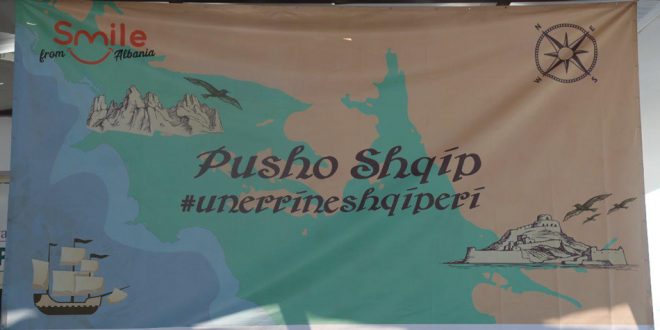 Smile
from Albania
N E
Pusho Shqip
#unerrineshqiperi
W S